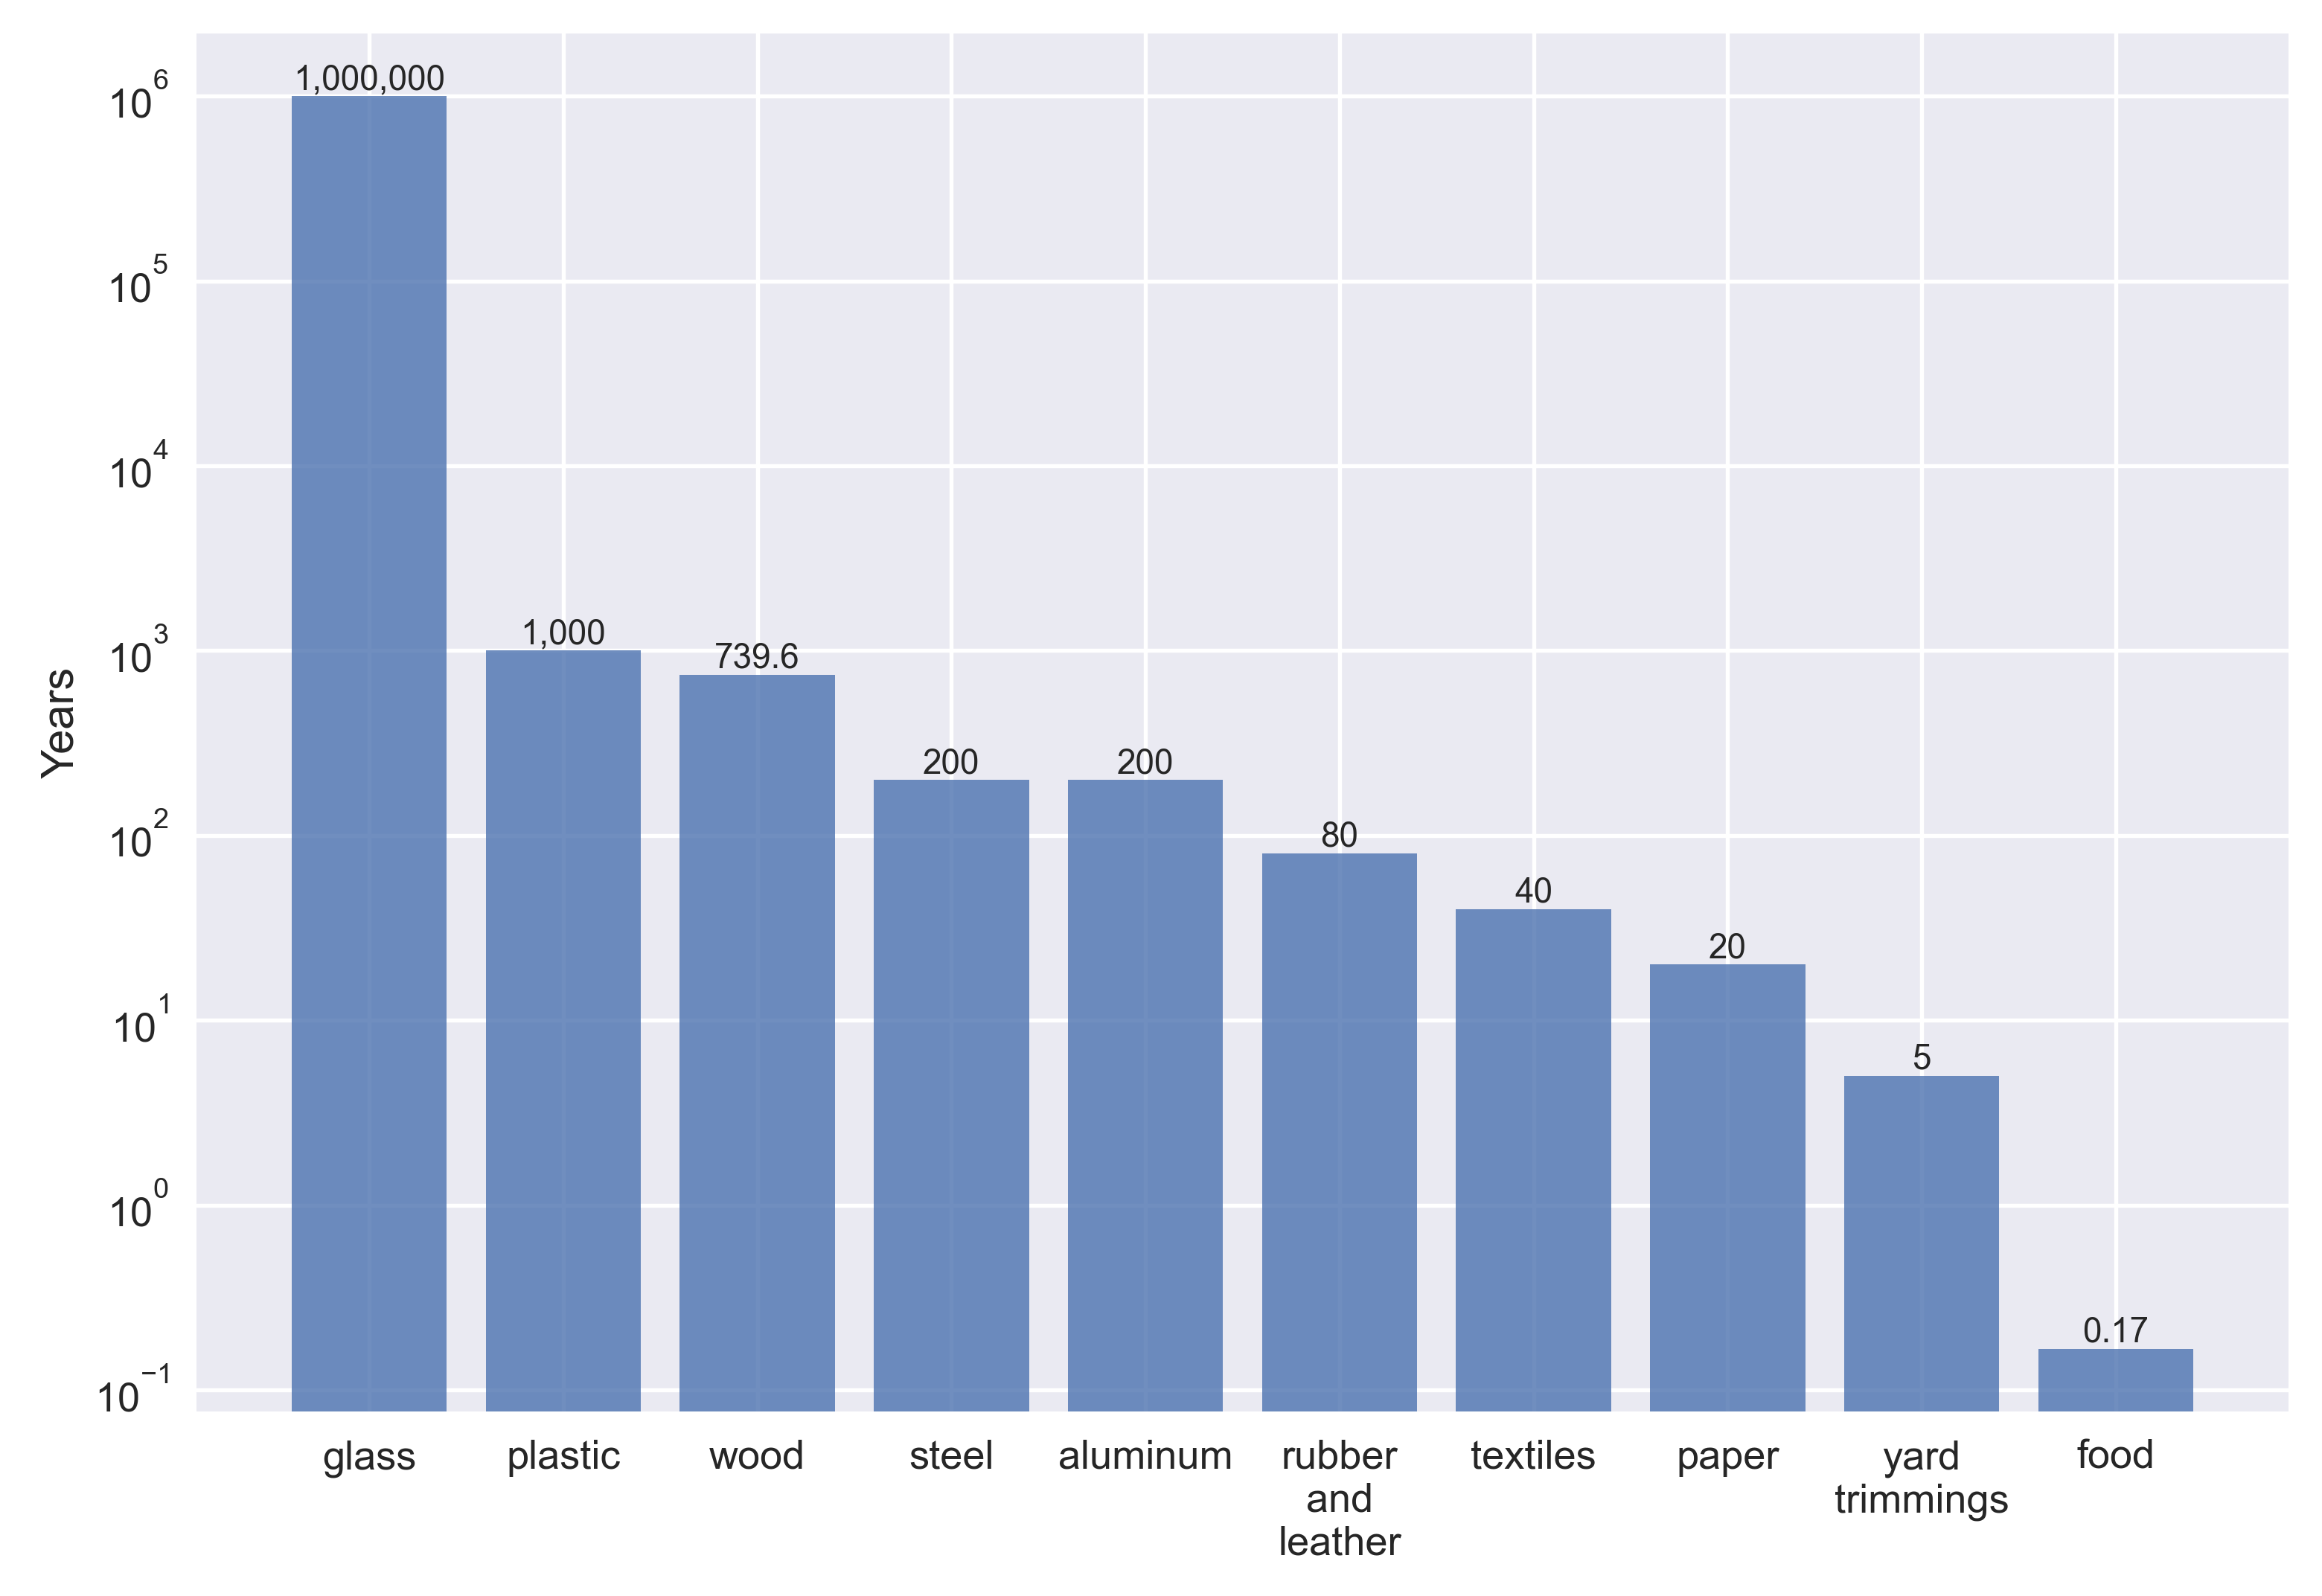 Years
10^6
10^5
10^4
10^3
10^2
10^1
10^0
10^−1
1,000,000
1,000
739.6
200
200
80
40
20
5
0.17
glass
plastic
wood
steel
aluminum
rubber
and
leather
textiles
paper
yard
trimmings
food